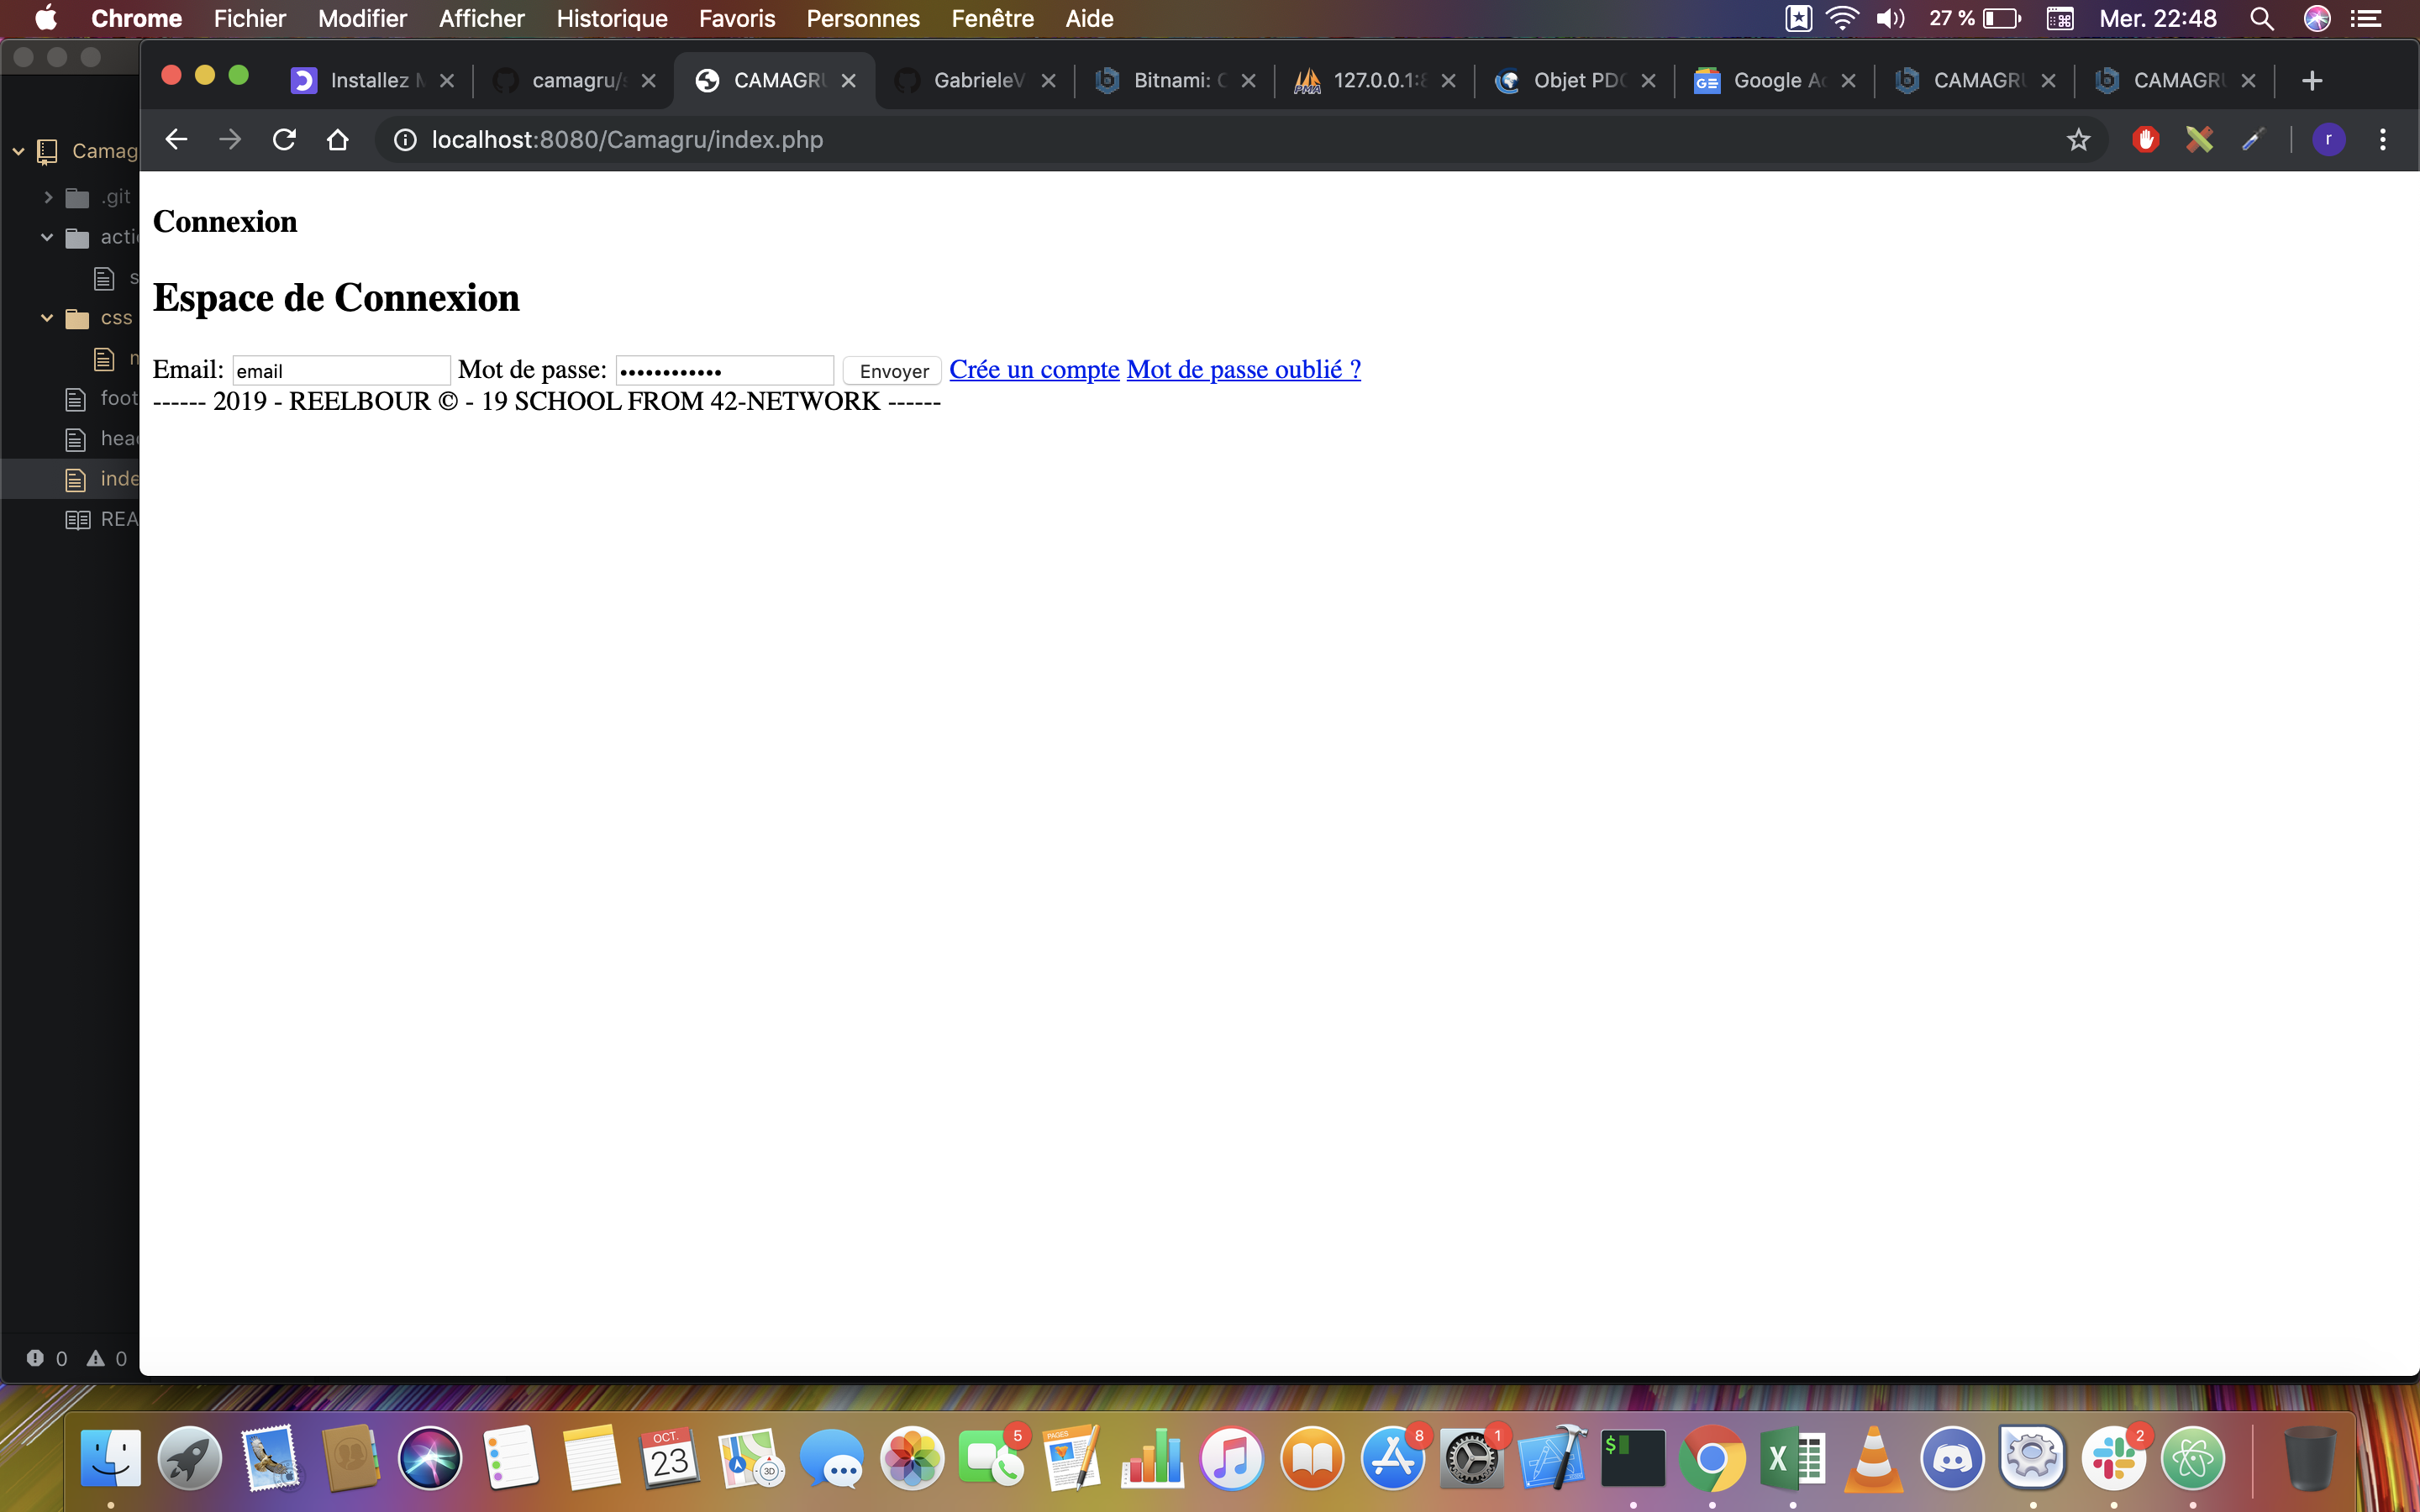 Chrome Fichier Modifier Afficher Historique Favoris Personnes Fenêtre Aide 27 % Mer. 22:48
Installez camagru/ CAMAGRU GabrieleV Bitnami: 127.0.0.1:8 Objet PDO Google CAMAGRU CAMAGRU
localhost:8080/Camagru/index.php r
Camag
.git
acti
s
css
foot
head
inde
REA
Connexion
Espace de Connexion
Email: email Mot de passe: •••••••••••• Envoyer Crée un compte Mot de passe oublié ?
------ 2019 - REELBOUR © - 19 SCHOOL FROM 42-NETWORK ------
0 0
OCT.
23
3D
5
PAGES
8
1
$
X
2